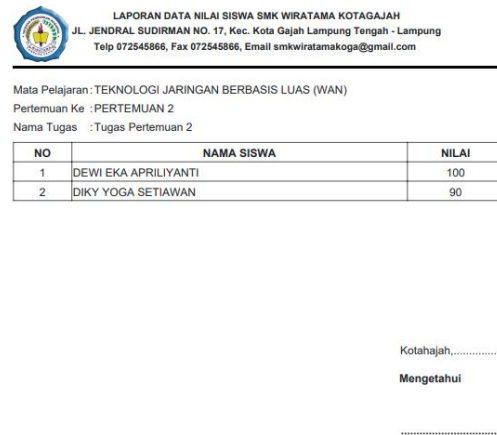 LAPORAN DATA NILAI SISWA SMK WIRATAMA KOTAGAJAH
JL. JENDRAL SUDIRMAN NO. 17, Kec. Kota Gajah Lampung Tengah - Lampung
Telp 072545866, Fax 072545866, Email smkwiratamakoga@gmail.com
Mata Pelajaran : TEKNOLOGI JARINGAN BERBASIS LUAS (WAN)
Pertemuan Ke : PERTEMUAN 2
Nama Tugas : Tugas Pertemuan 2
NO NAMA SISWA NILAI
1 DEWI EKA APRILIYANTI 100
2 DIKY YOGA SETIAWAN 90
Kotahajah,..............
Mengetahui
...............................